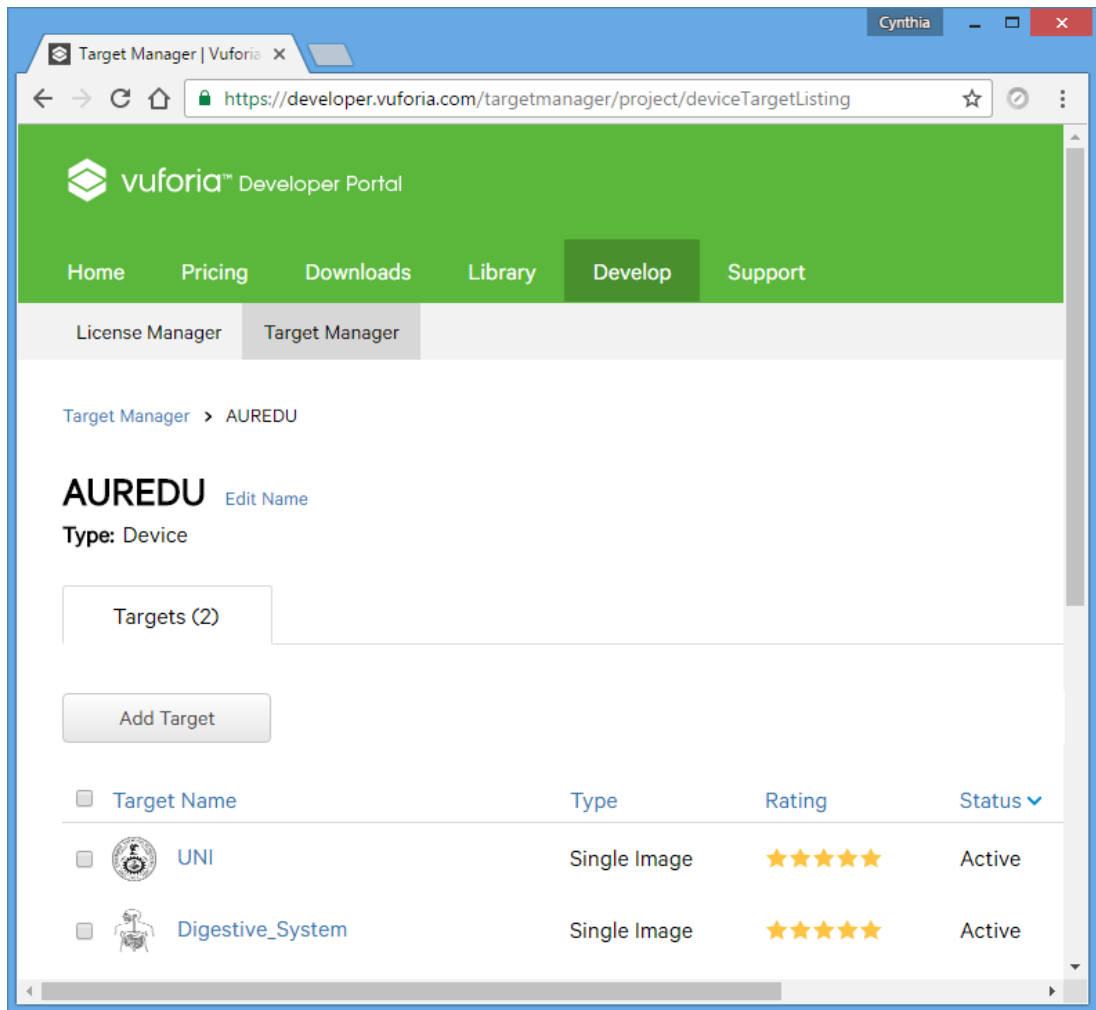 Cynthia
Target Manager | Vuforia
https://developer.vuforia.com/targetmanager/project/deviceTargetListing
vuforia™ Developer Portal
Home Pricing Downloads Library Develop Support
License Manager Target Manager
Target Manager > AUREDU
AUREDU Edit Name
Type: Device
Targets (2)
Add Target
Target Name Type Rating Status
UNI Single Image Active
Digestive_System Single Image Active